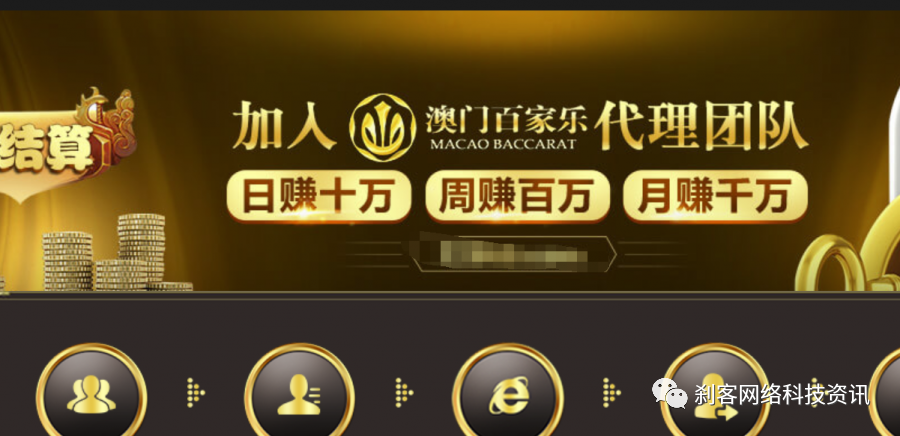 结算
加入 澳门百家乐 代理团队
MACAO BACCARAT
日赚十万 周赚百万 月赚千万
刹客网络科技资讯